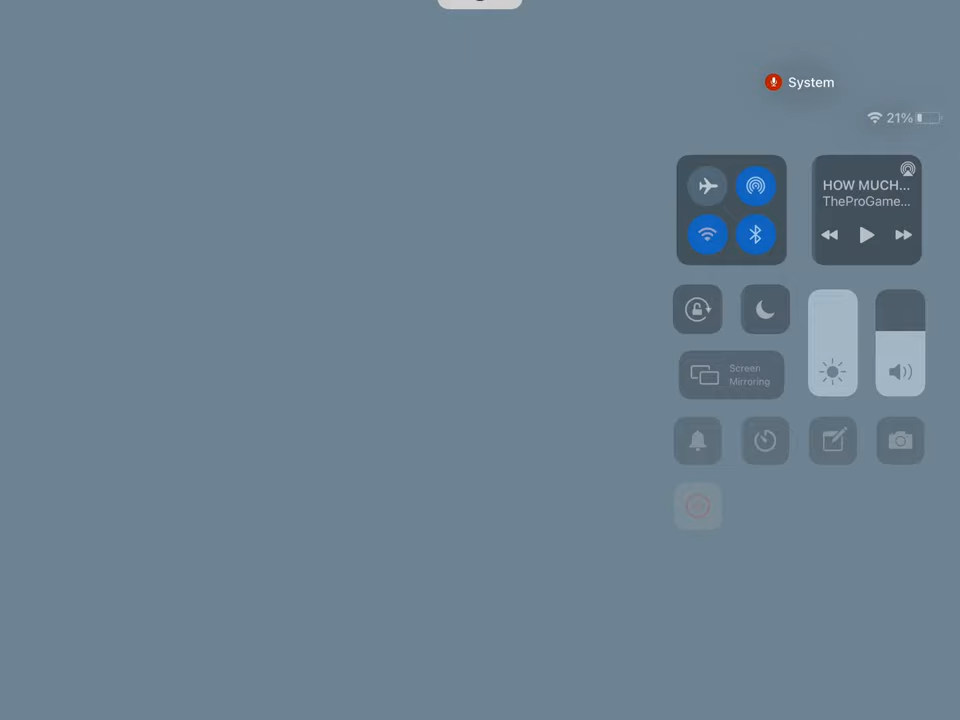 System
21%
HOW MUCH...
TheProGame...
Screen
Mirroring